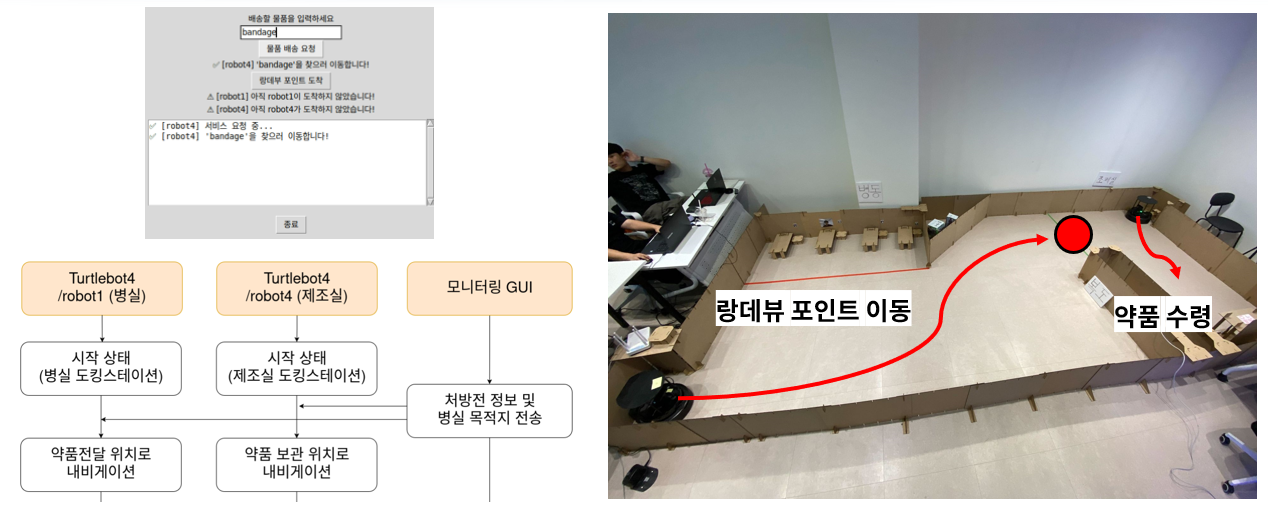 배송할 물품을 입력하세요
bandage
물품 배송 요청
✅ [robot4] 'bandage'을 찾으러 이동합니다!
랑데부 포인트 도착
⚠ [robot1] 아직 robot1이 도착하지 않았습니다!
⚠ [robot4] 아직 robot4가 도착하지 않았습니다!
✅ [robot4] 서비스 요청 중...
✅ [robot4] 'bandage'을 찾으러 이동합니다!
종료
Turtlebot4
/robot1 (병실)
Turtlebot4
/robot4 (제조실)
모니터링 GUI
시작 상태
(병실 도킹스테이션)
시작 상태
(제조실 도킹스테이션)
처방전 정보 및
병실 목적지 전송
약품전달 위치로
내비게이션
약품 보관 위치로
내비게이션
냉동
랑데뷰 포인트 이동
약품 수령